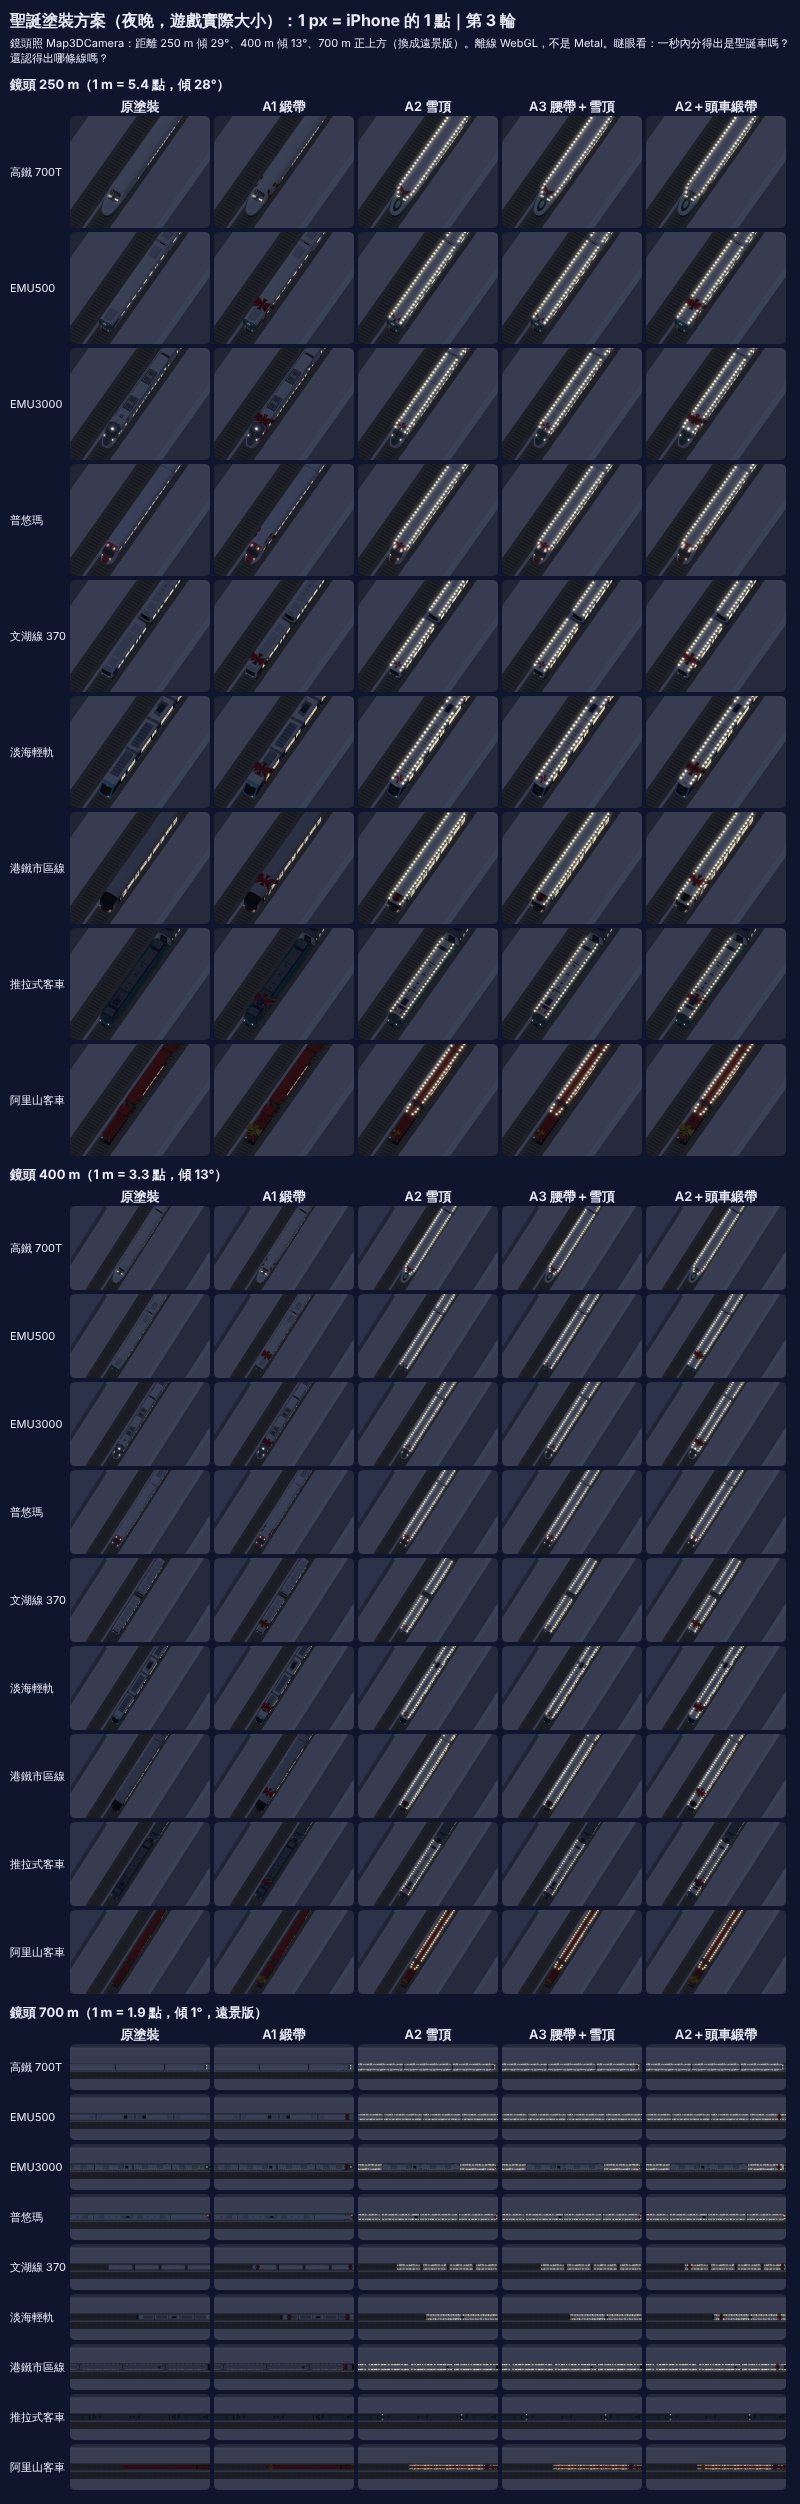 聖誕塗裝方案（夜晚，遊戲實際大小）：1 px = iPhone 的 1 點｜第 3 輪
鏡頭照 Map3DCamera：距離 250 m 傾 29°、400 m 傾 13°、700 m 正上方（換成遠景版）。離線 WebGL，不是 Metal。瞇眼看：一秒內分得出是聖誕車嗎？
還認得出哪條線嗎？
鏡頭 250 m（1 m = 5.4 點，傾 28°）
原塗裝 A1 緞帶 A2 雪頂 A3 腰帶＋雪頂 A2＋頭車緞帶
高鐵 700T
EMU500
EMU3000
普悠瑪
文湖線 370
淡海輕軌
港鐵市區線
推拉式客車
阿里山客車
鏡頭 400 m（1 m = 3.3 點，傾 13°）
原塗裝 A1 緞帶 A2 雪頂 A3 腰帶＋雪頂 A2＋頭車緞帶
高鐵 700T
EMU500
EMU3000
普悠瑪
文湖線 370
淡海輕軌
港鐵市區線
推拉式客車
阿里山客車
鏡頭 700 m（1 m = 1.9 點，傾 1°，遠景版）
原塗裝 A1 緞帶 A2 雪頂 A3 腰帶＋雪頂 A2＋頭車緞帶
高鐵 700T
EMU500
EMU3000
普悠瑪
文湖線 370
淡海輕軌
港鐵市區線
推拉式客車
阿里山客車